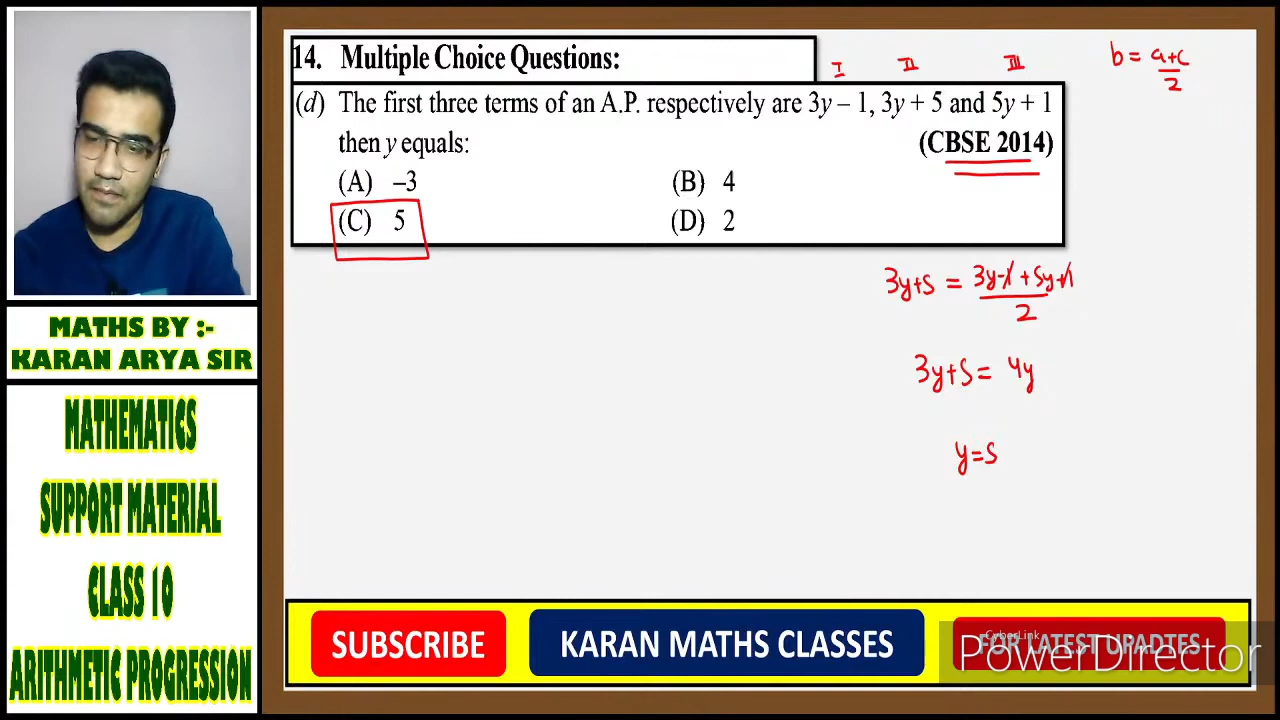 14. Multiple Choice Questions:
I II III
b = a+c/2
(d) The first three terms of an A.P. respectively are 3y – 1, 3y + 5 and 5y + 1
then y equals: (CBSE 2014)
(A) –3 (B) 4
(C) 5 (D) 2
3y+5 = 3y-1+5y+1/2
3y+5= 4y
y=5
MATHS BY :-
KARAN ARYA SIR
MATHEMATICS
SUPPORT MATERIAL
CLASS 10
ARITHMETIC PROGRESSION
SUBSCRIBE
KARAN MATHS CLASSES
FOR LATEST UPADTES
CyberLink
PowerDirector